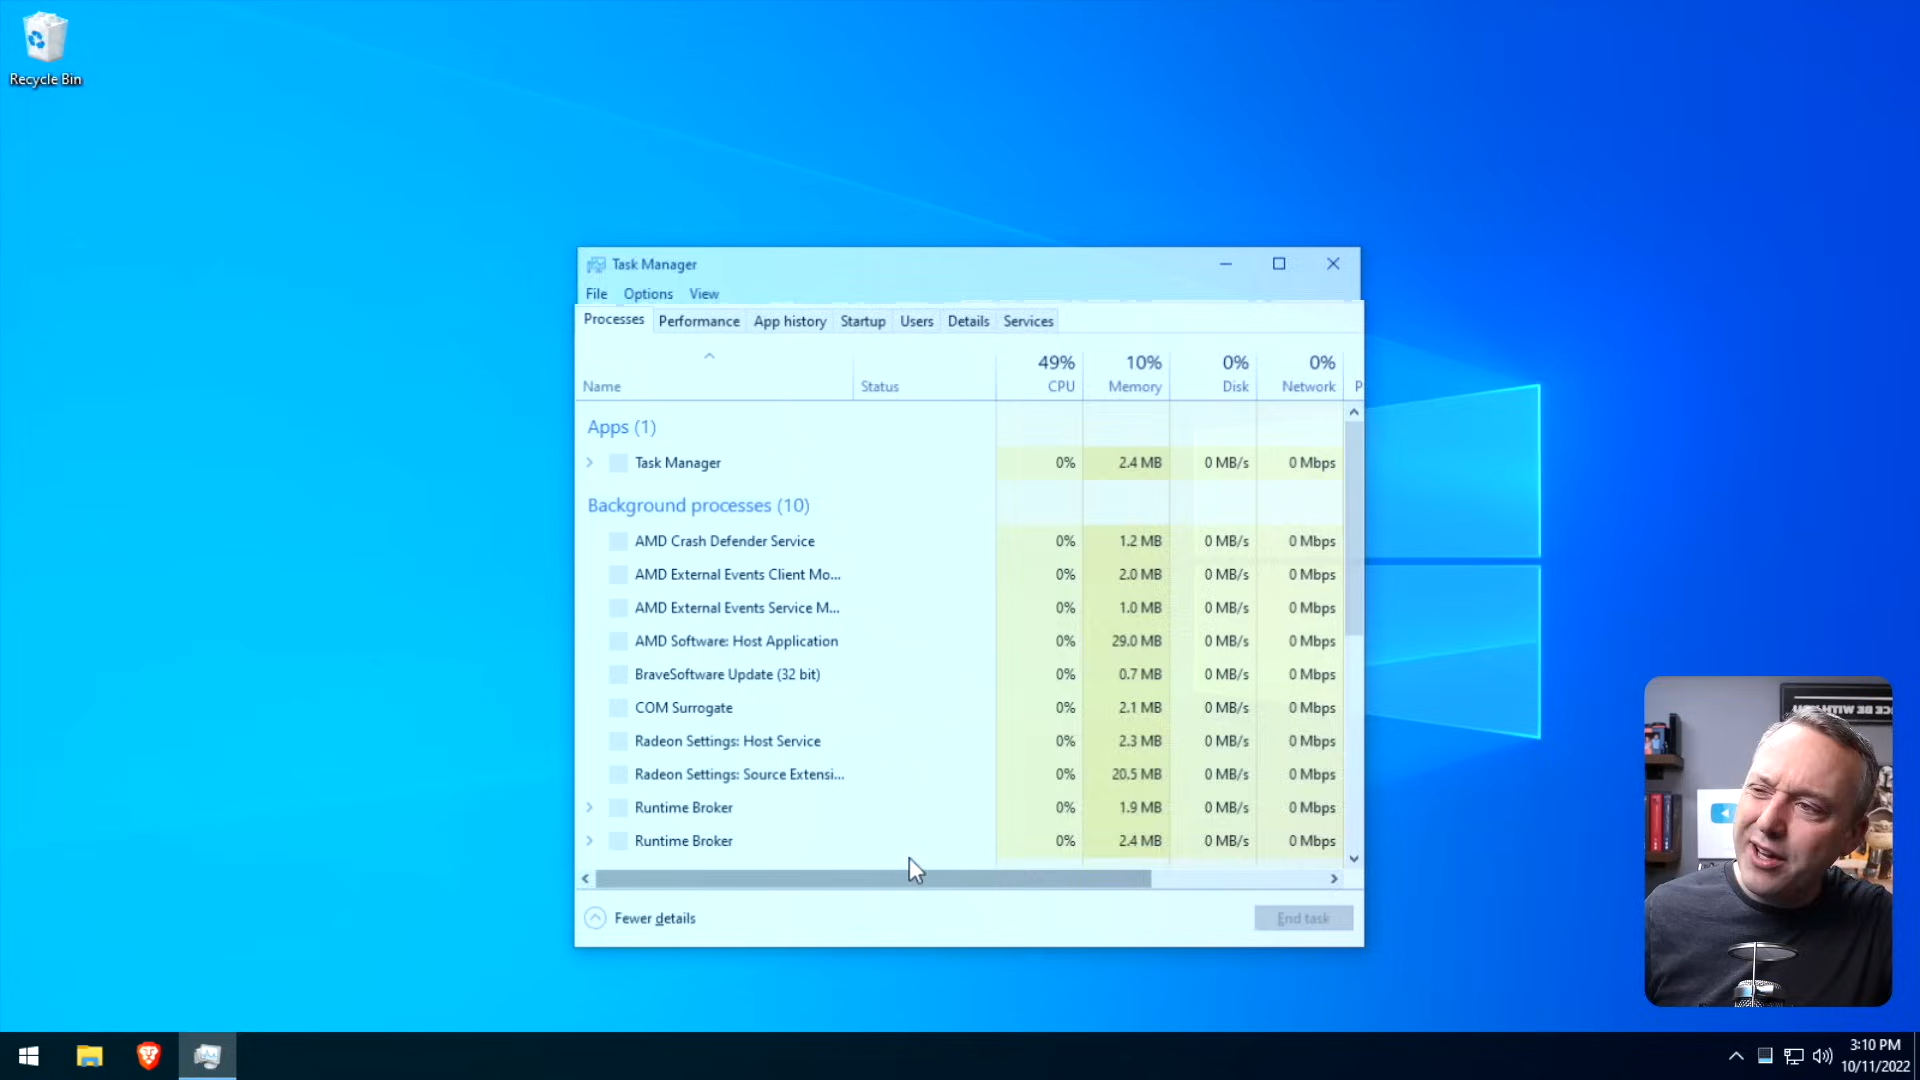 Recycle Bin
Task Manager
File Options View
Processes Performance App history Startup Users Details Services
49% 10% 0% 0%
Name Status CPU Memory Disk Network P
Apps (1)
Task Manager 0% 2.4 MB 0 MB/s 0 Mbps
Background processes (10)
AMD Crash Defender Service 0% 1.2 MB 0 MB/s 0 Mbps
AMD External Events Client Mo... 0% 2.0 MB 0 MB/s 0 Mbps
AMD External Events Service M... 0% 1.0 MB 0 MB/s 0 Mbps
AMD Software: Host Application 0% 29.0 MB 0 MB/s 0 Mbps
BraveSoftware Update (32 bit) 0% 0.7 MB 0 MB/s 0 Mbps
COM Surrogate 0% 2.1 MB 0 MB/s 0 Mbps
Radeon Settings: Host Service 0% 2.3 MB 0 MB/s 0 Mbps
Radeon Settings: Source Extensi... 0% 20.5 MB 0 MB/s 0 Mbps
Runtime Broker 0% 1.9 MB 0 MB/s 0 Mbps
Runtime Broker 0% 2.4 MB 0 MB/s 0 Mbps
Fewer details End task
3:10 PM
10/11/2022